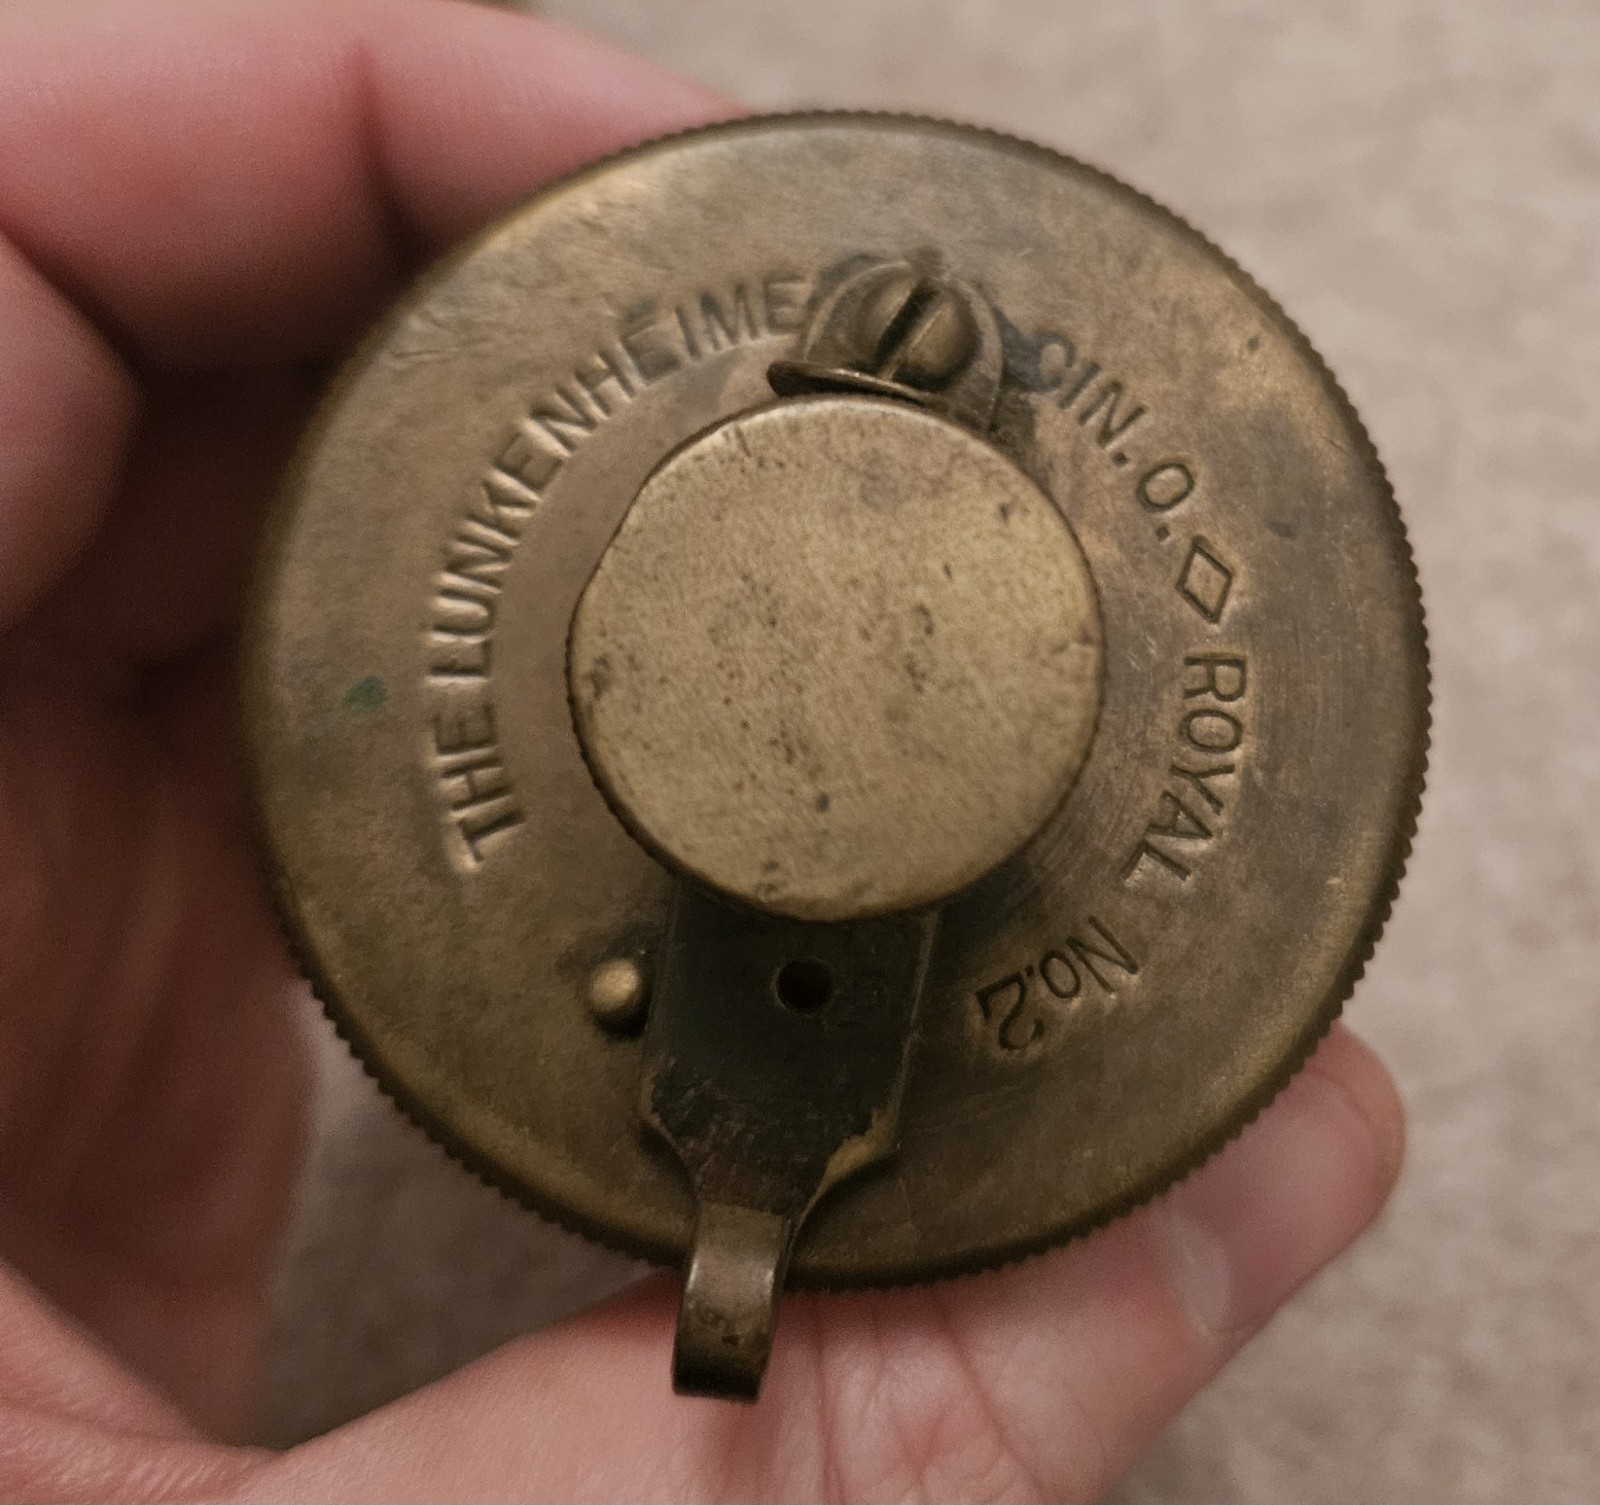 THE LUNKENHEIME CIN. O. ◇ ROYAL No. 2